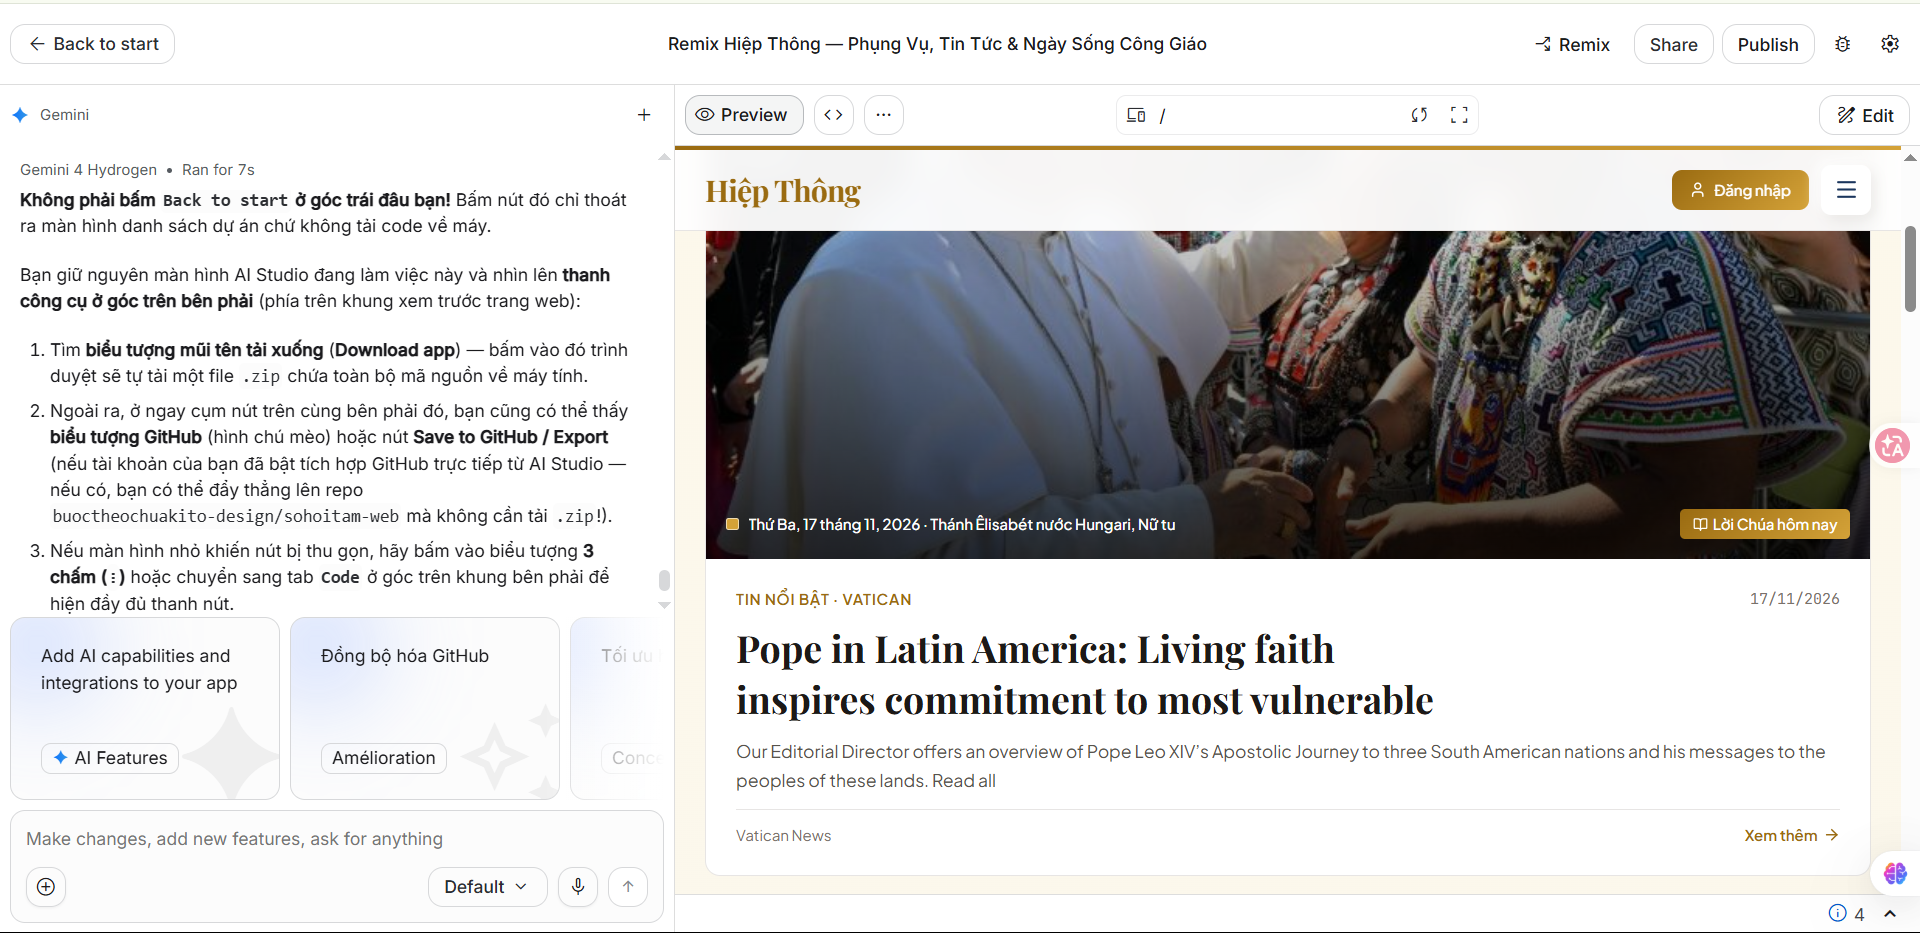 Back to start
Remix Hiệp Thông — Phụng Vụ, Tin Tức & Ngày Sống Công Giáo
Remix
Share
Publish
Gemini
Preview
/
Edit
Gemini 4 Hydrogen • Ran for 7s
Không phải bấm Back to start ở góc trái đâu bạn! Bấm nút đó chỉ thoát
ra màn hình danh sách dự án chứ không tải code về máy.
Bạn giữ nguyên màn hình AI Studio đang làm việc này và nhìn lên thanh
công cụ ở góc trên bên phải (phía trên khung xem trước trang web):
1. Tìm biểu tượng mũi tên tải xuống (Download app) — bấm vào đó trình
duyệt sẽ tự tải một file .zip chứa toàn bộ mã nguồn về máy tính.
2. Ngoài ra, ở ngay cụm nút trên cùng bên phải đó, bạn cũng có thể thấy
biểu tượng GitHub (hình chú mèo) hoặc nút Save to GitHub / Export
(nếu tài khoản của bạn đã bật tích hợp GitHub trực tiếp từ AI Studio —
nếu có, bạn có thể đẩy thẳng lên repo
buoctheochuakito-design/sohoitam-web mà không cần tải .zip!).
3. Nếu màn hình nhỏ khiến nút bị thu gọn, hãy bấm vào biểu tượng 3
chấm (⋮) hoặc chuyển sang tab Code ở góc trên khung bên phải để
hiện đầy đủ thanh nút.
Add AI capabilities and
integrations to your app
AI Features
Đồng bộ hóa GitHub
Amélioration
Tối ưu
Make changes, add new features, ask for anything
Default
Hiệp Thông
Đăng nhập
Thứ Ba, 17 tháng 11, 2026 · Thánh Êlisabét nước Hungari, Nữ tu
Lời Chúa hôm nay
TIN NỔI BẬT · VATICAN
17/11/2026
Pope in Latin America: Living faith
inspires commitment to most vulnerable
Our Editorial Director offers an overview of Pope Leo XIV's Apostolic Journey to three South American nations and his messages to the
peoples of these lands. Read all
Vatican News
Xem thêm
4